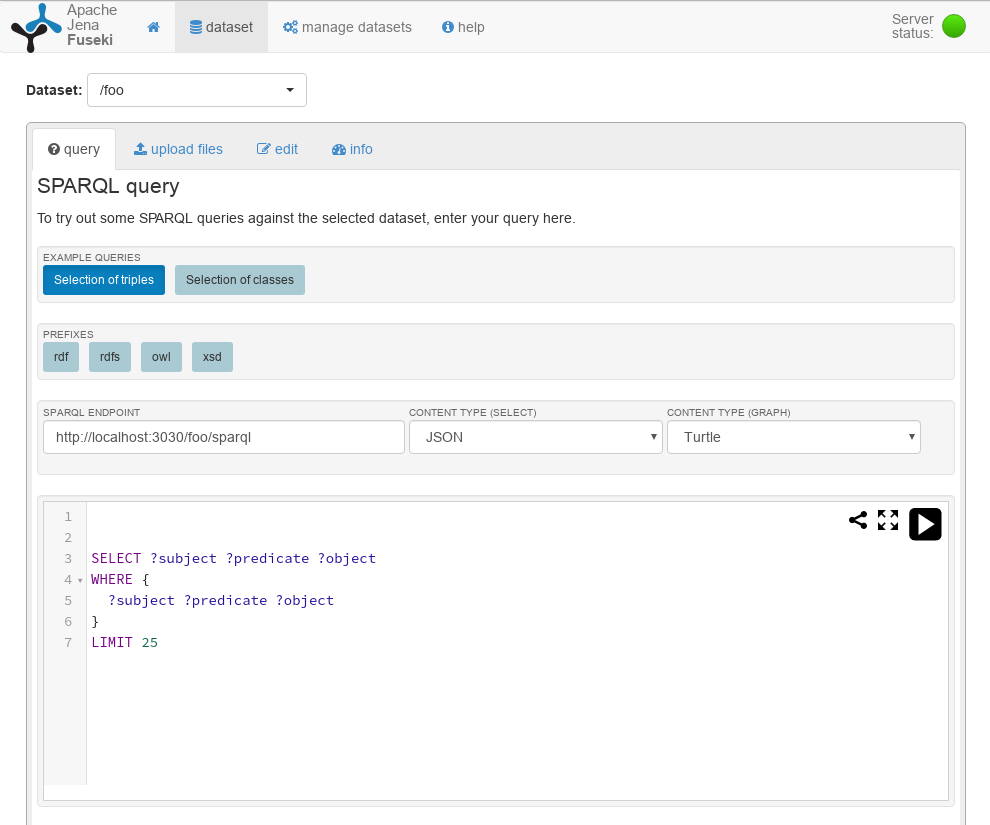 Apache
Jena
Fuseki
dataset
manage datasets
help
Server
status:
Dataset: /foo
query
upload files
edit
info
SPARQL query
To try out some SPARQL queries against the selected dataset, enter your query here.
EXAMPLE QUERIES
Selection of triples
Selection of classes
PREFIXES
rdf
rdfs
owl
xsd
SPARQL ENDPOINT
CONTENT TYPE (SELECT)
CONTENT TYPE (GRAPH)
http://localhost:3030/foo/sparql
JSON
Turtle
1
2
3 SELECT ?subject ?predicate ?object
4 WHERE {
5   ?subject ?predicate ?object
6 }
7 LIMIT 25